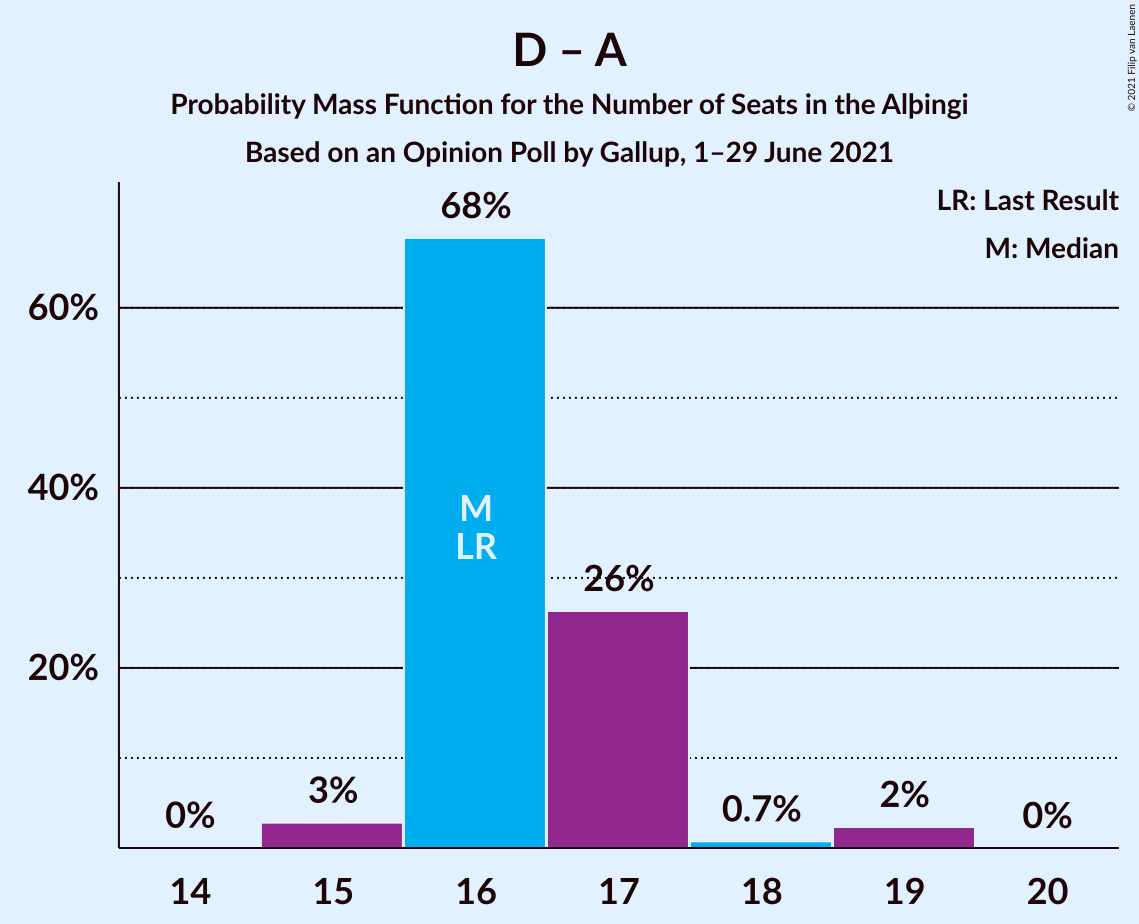 D – A
Probability Mass Function for the Number of Seats in the Alþingi
Based on an Opinion Poll by Gallup, 1–29 June 2021
© 2021 Filip van Laenen
LR: Last Result
M: Median
68%
60%
40%
M
LR
26%
20%
0%
3%
0.7%
2%
0%
14
15
16
17
18
19
20